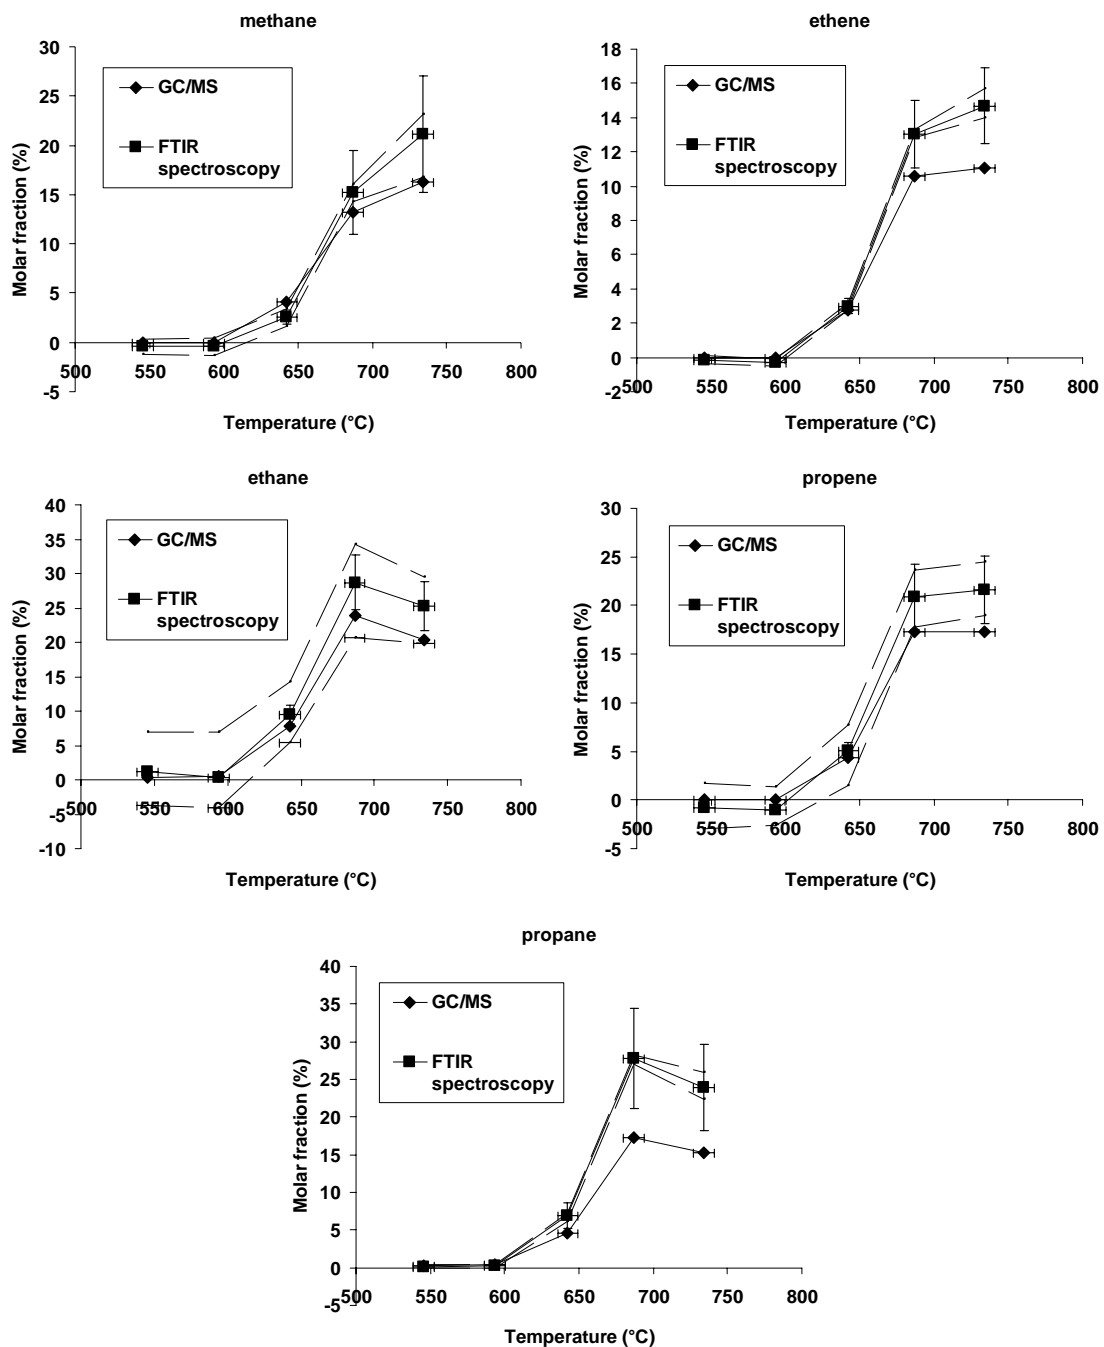 methane
30
25
20
15
10
5
0
-5
Molar fraction (%)
GC/MS
FTIR
spectroscopy
500 550 600 650 700 750 800
Temperature (°C)
ethene
18
16
14
12
10
8
6
4
2
0
-2
Molar fraction (%)
GC/MS
FTIR
spectroscopy
500 550 600 650 700 750 800
Temperature (°C)
ethane
40
35
30
25
20
15
10
5
0
-5
-10
Molar fraction (%)
GC/MS
FTIR
spectroscopy
500 550 600 650 700 750 800
Temperature (°C)
propene
30
25
20
15
10
5
0
-5
Molar fraction (%)
GC/MS
FTIR
spectroscopy
500 550 600 650 700 750 800
Temperature (°C)
propane
40
35
30
25
20
15
10
5
0
-5
Molar fraction (%)
GC/MS
FTIR
spectroscopy
500 550 600 650 700 750 800
Temperature (°C)